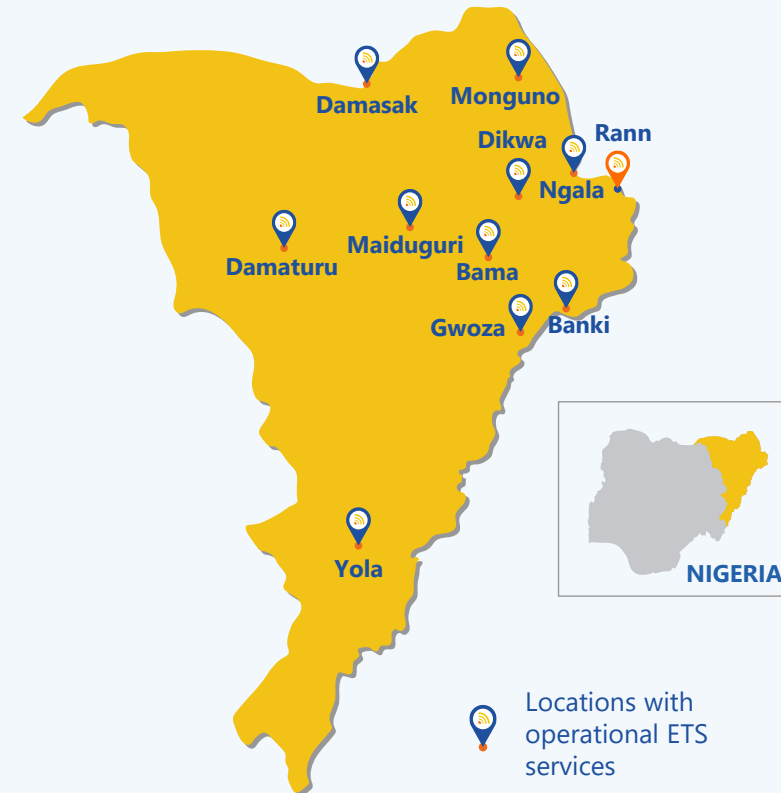 Damasak
Monguno
Dikwa
Rann
Ngala
Maiduguri
Damaturu
Bama
Gwoza
Banki
Yola
NIGERIA
Locations with
operational ETS
services